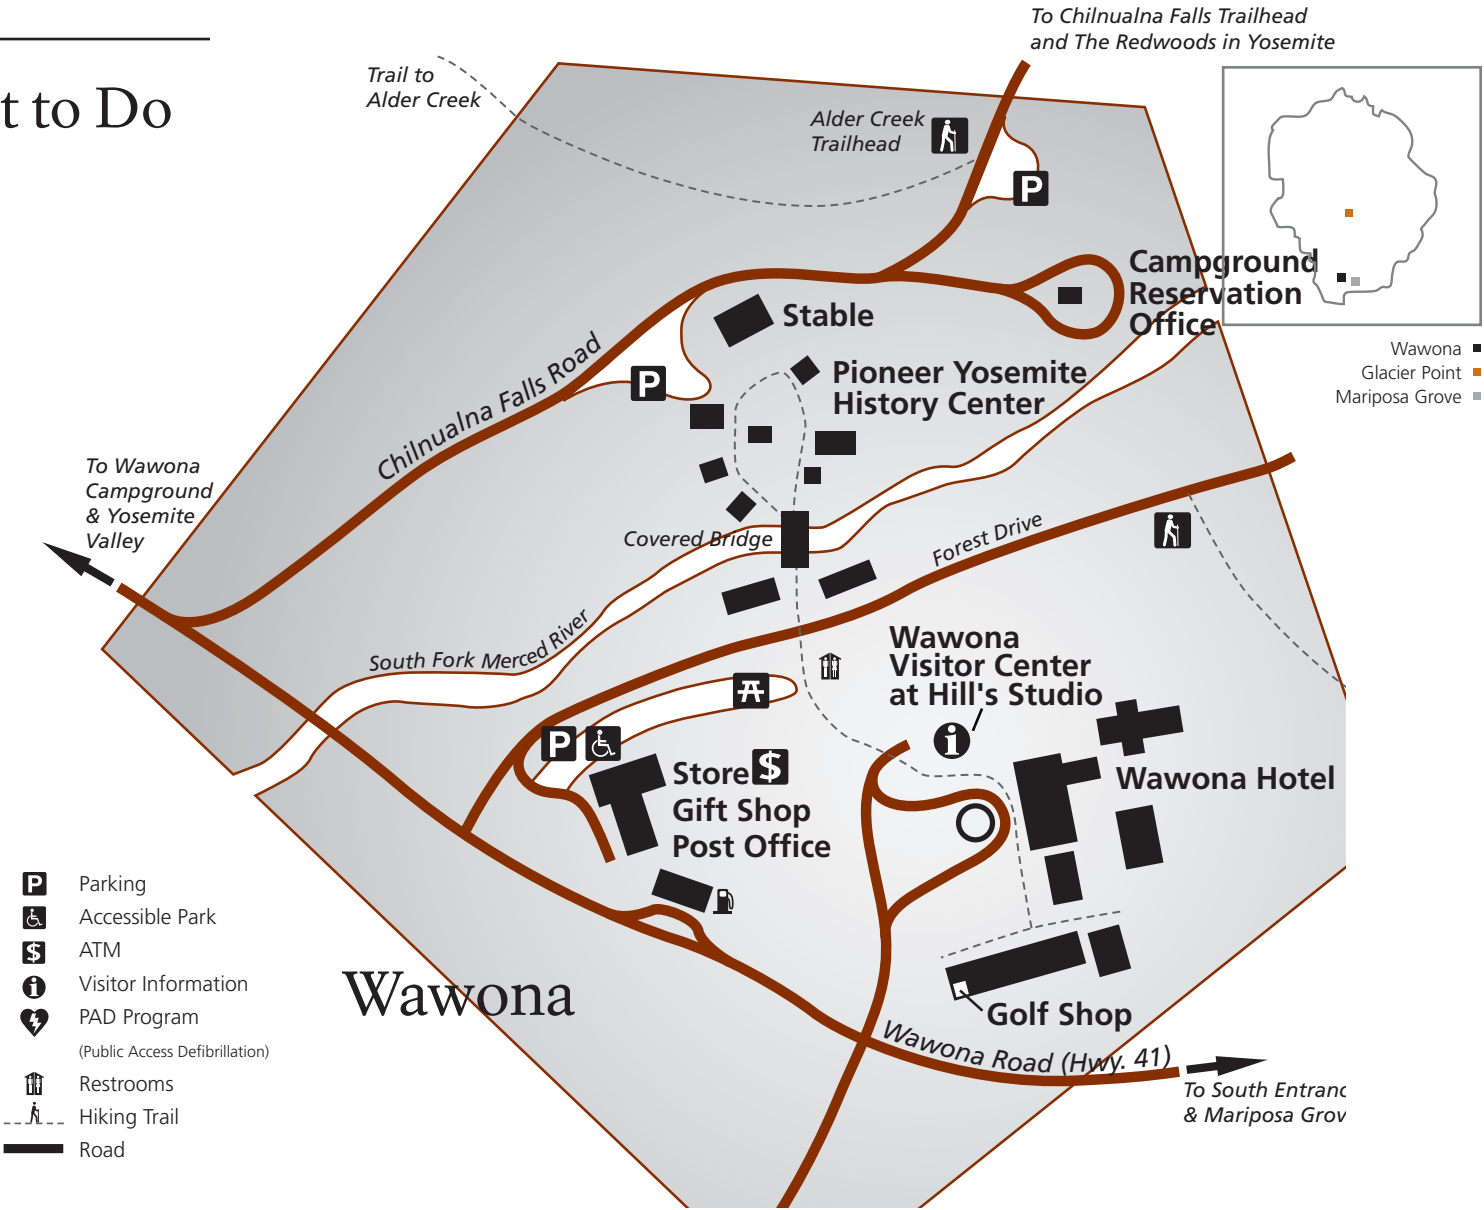 t to Do
To Chilnualna Falls Trailhead
and The Redwoods in Yosemite
Trail to
Alder Creek
Alder Creek
Trailhead
P
Campground
Reservation
Office
Stable
Chilnualna Falls Road
P
Pioneer Yosemite
History Center
Wawona
Glacier Point
Mariposa Grove
To Wawona
Campground
& Yosemite
Valley
Covered Bridge
Forest Drive
South Fork Merced River
Wawona
Visitor Center
at Hill's Studio
i
P
Store $
Gift Shop
Post Office
Wawona Hotel
P Parking
Accessible Park
$ ATM
i Visitor Information
PAD Program
(Public Access Defibrillation)
Restrooms
Hiking Trail
Road
Wawona
Golf Shop
Wawona Road (Hwy. 41)
To South Entranc
& Mariposa Grov